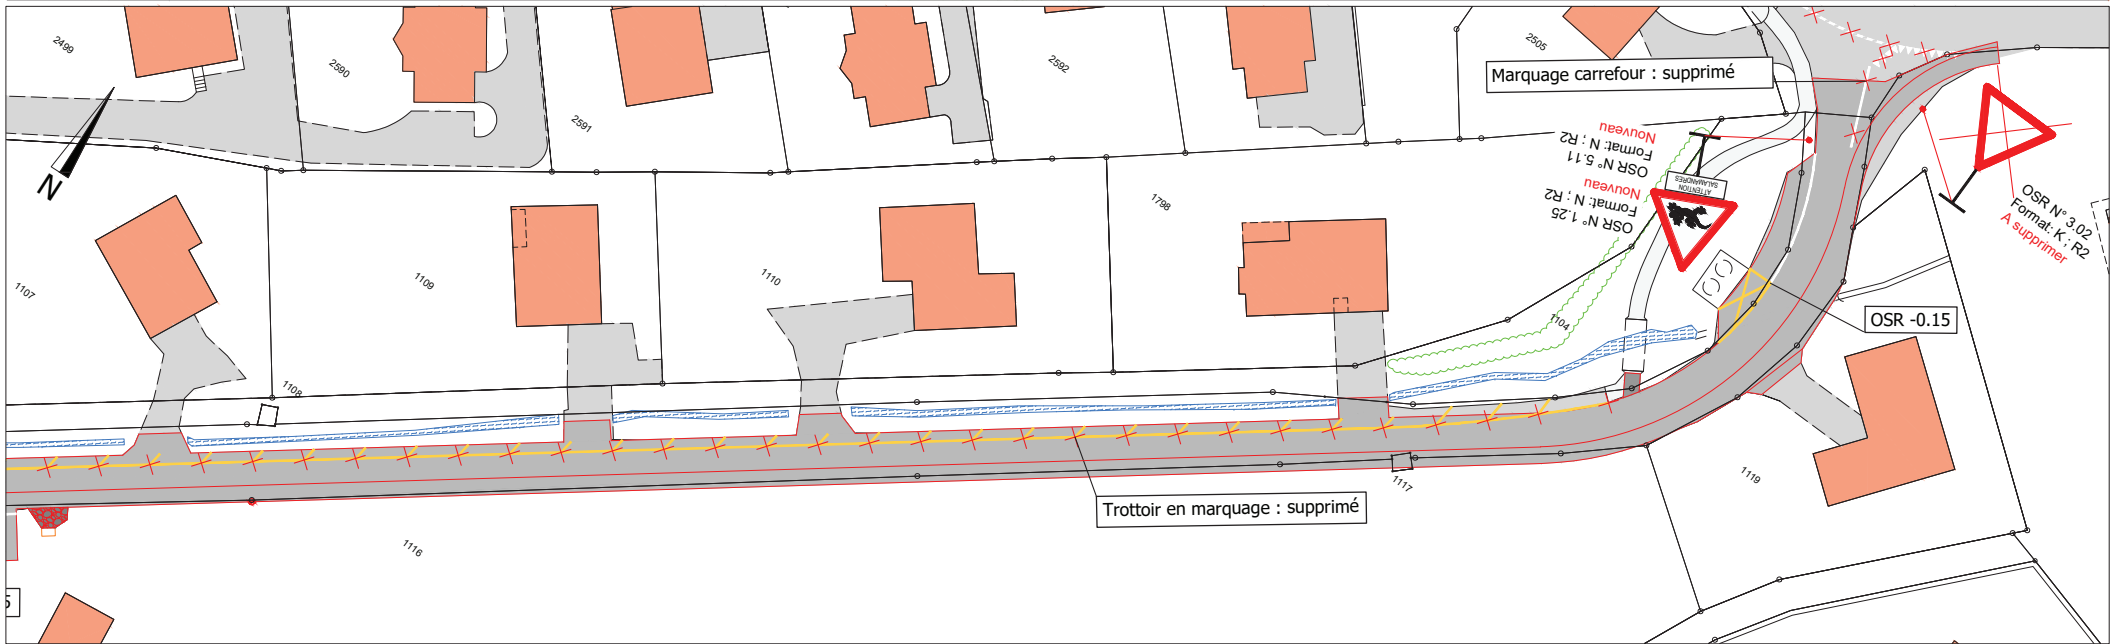 2499
2590
2591
2592
2505
Marquage carrefour : supprimé
N
OSR N° 5.11
Format: N ; R2
Nouveau
ATTENTION
SALAMANDRES
OSR N° 1.25
Format: N ; R2
Nouveau
OSR N° 3.02
Format: K ; R2
A supprimer
1107
1109
1110
1798
1104
OSR -0.15
1108
1117
1119
Trottoir en marquage : supprimé
1116
5